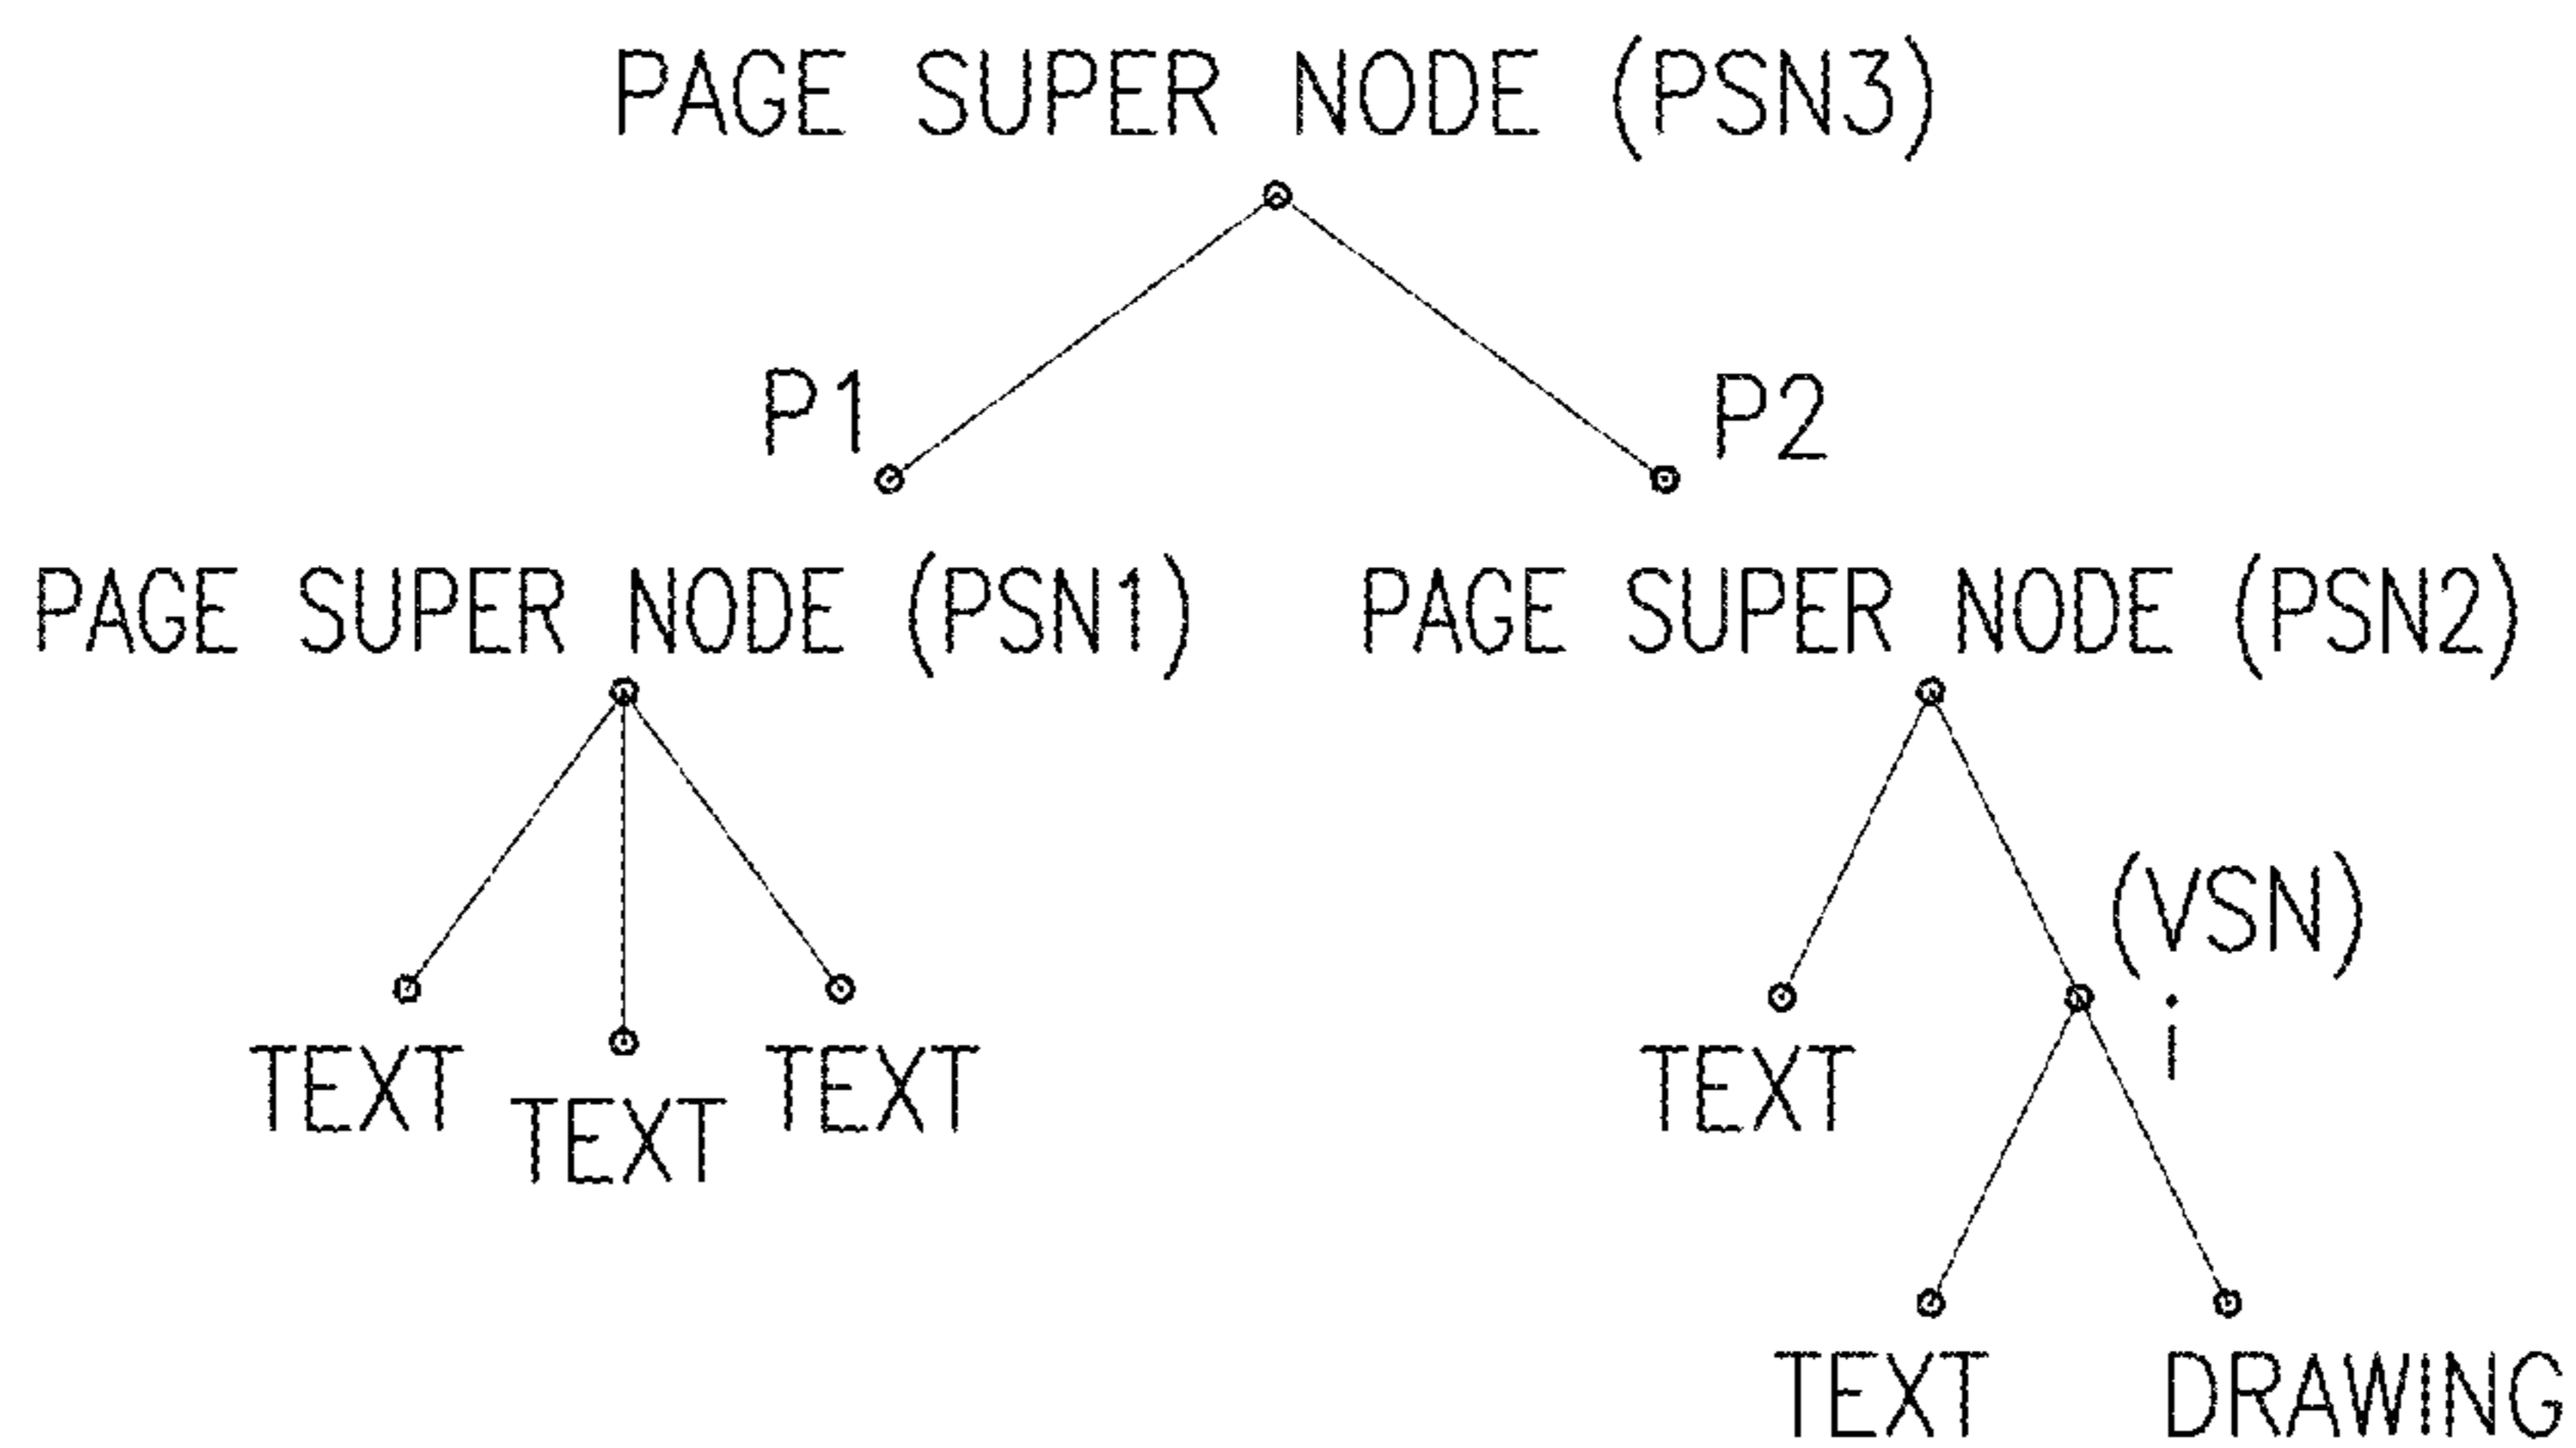 PAGE SUPER NODE (PSN3)
P1 P2
PAGE SUPER NODE (PSN1) PAGE SUPER NODE (PSN2)
(VSN)
i
TEXT TEXT TEXT TEXT
TEXT DRAWING